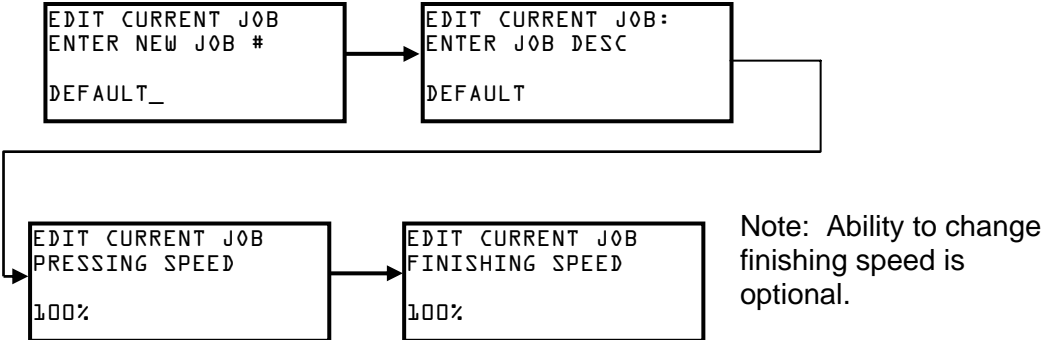 EDIT CURRENT JOB
ENTER NEW JOB #
DEFAULT_
EDIT CURRENT JOB:
ENTER JOB DESC
DEFAULT
EDIT CURRENT JOB
PRESSING SPEED
100%
EDIT CURRENT JOB
FINISHING SPEED
100%
Note: Ability to change
finishing speed is
optional.